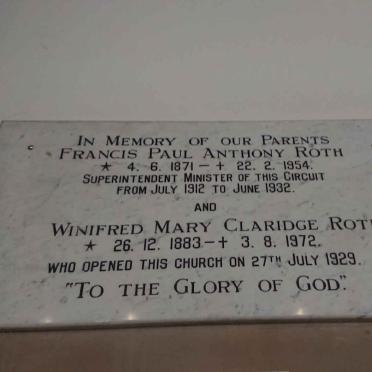 IN MEMORY OF OUR PARENTS
FRANCIS PAUL ANTHONY ROTH
★ 4. 6. 1871 – + 22. 2. 1954.
SUPERINTENDENT MINISTER OF THIS CIRCUIT
FROM JULY 1912 TO JUNE 1932.
AND
WINIFRED MARY CLARIDGE ROT
★ 26. 12. 1883 – + 3. 8. 1972.
WHO OPENED THIS CHURCH ON 27TH JULY 1929.
"TO THE GLORY OF GOD".